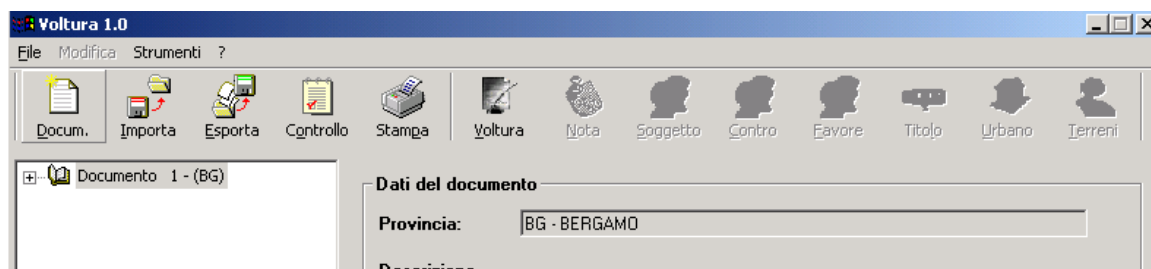 Voltura 1.0
File Modifica Strumenti ?
Docum. Importa Esporta Controllo Stampa Voltura Nota Soggetto Contro Favore Titolo Urbano Terreni
Documento 1 - (BG)
Dati del documento
Provincia: BG - BERGAMO
Descrizione